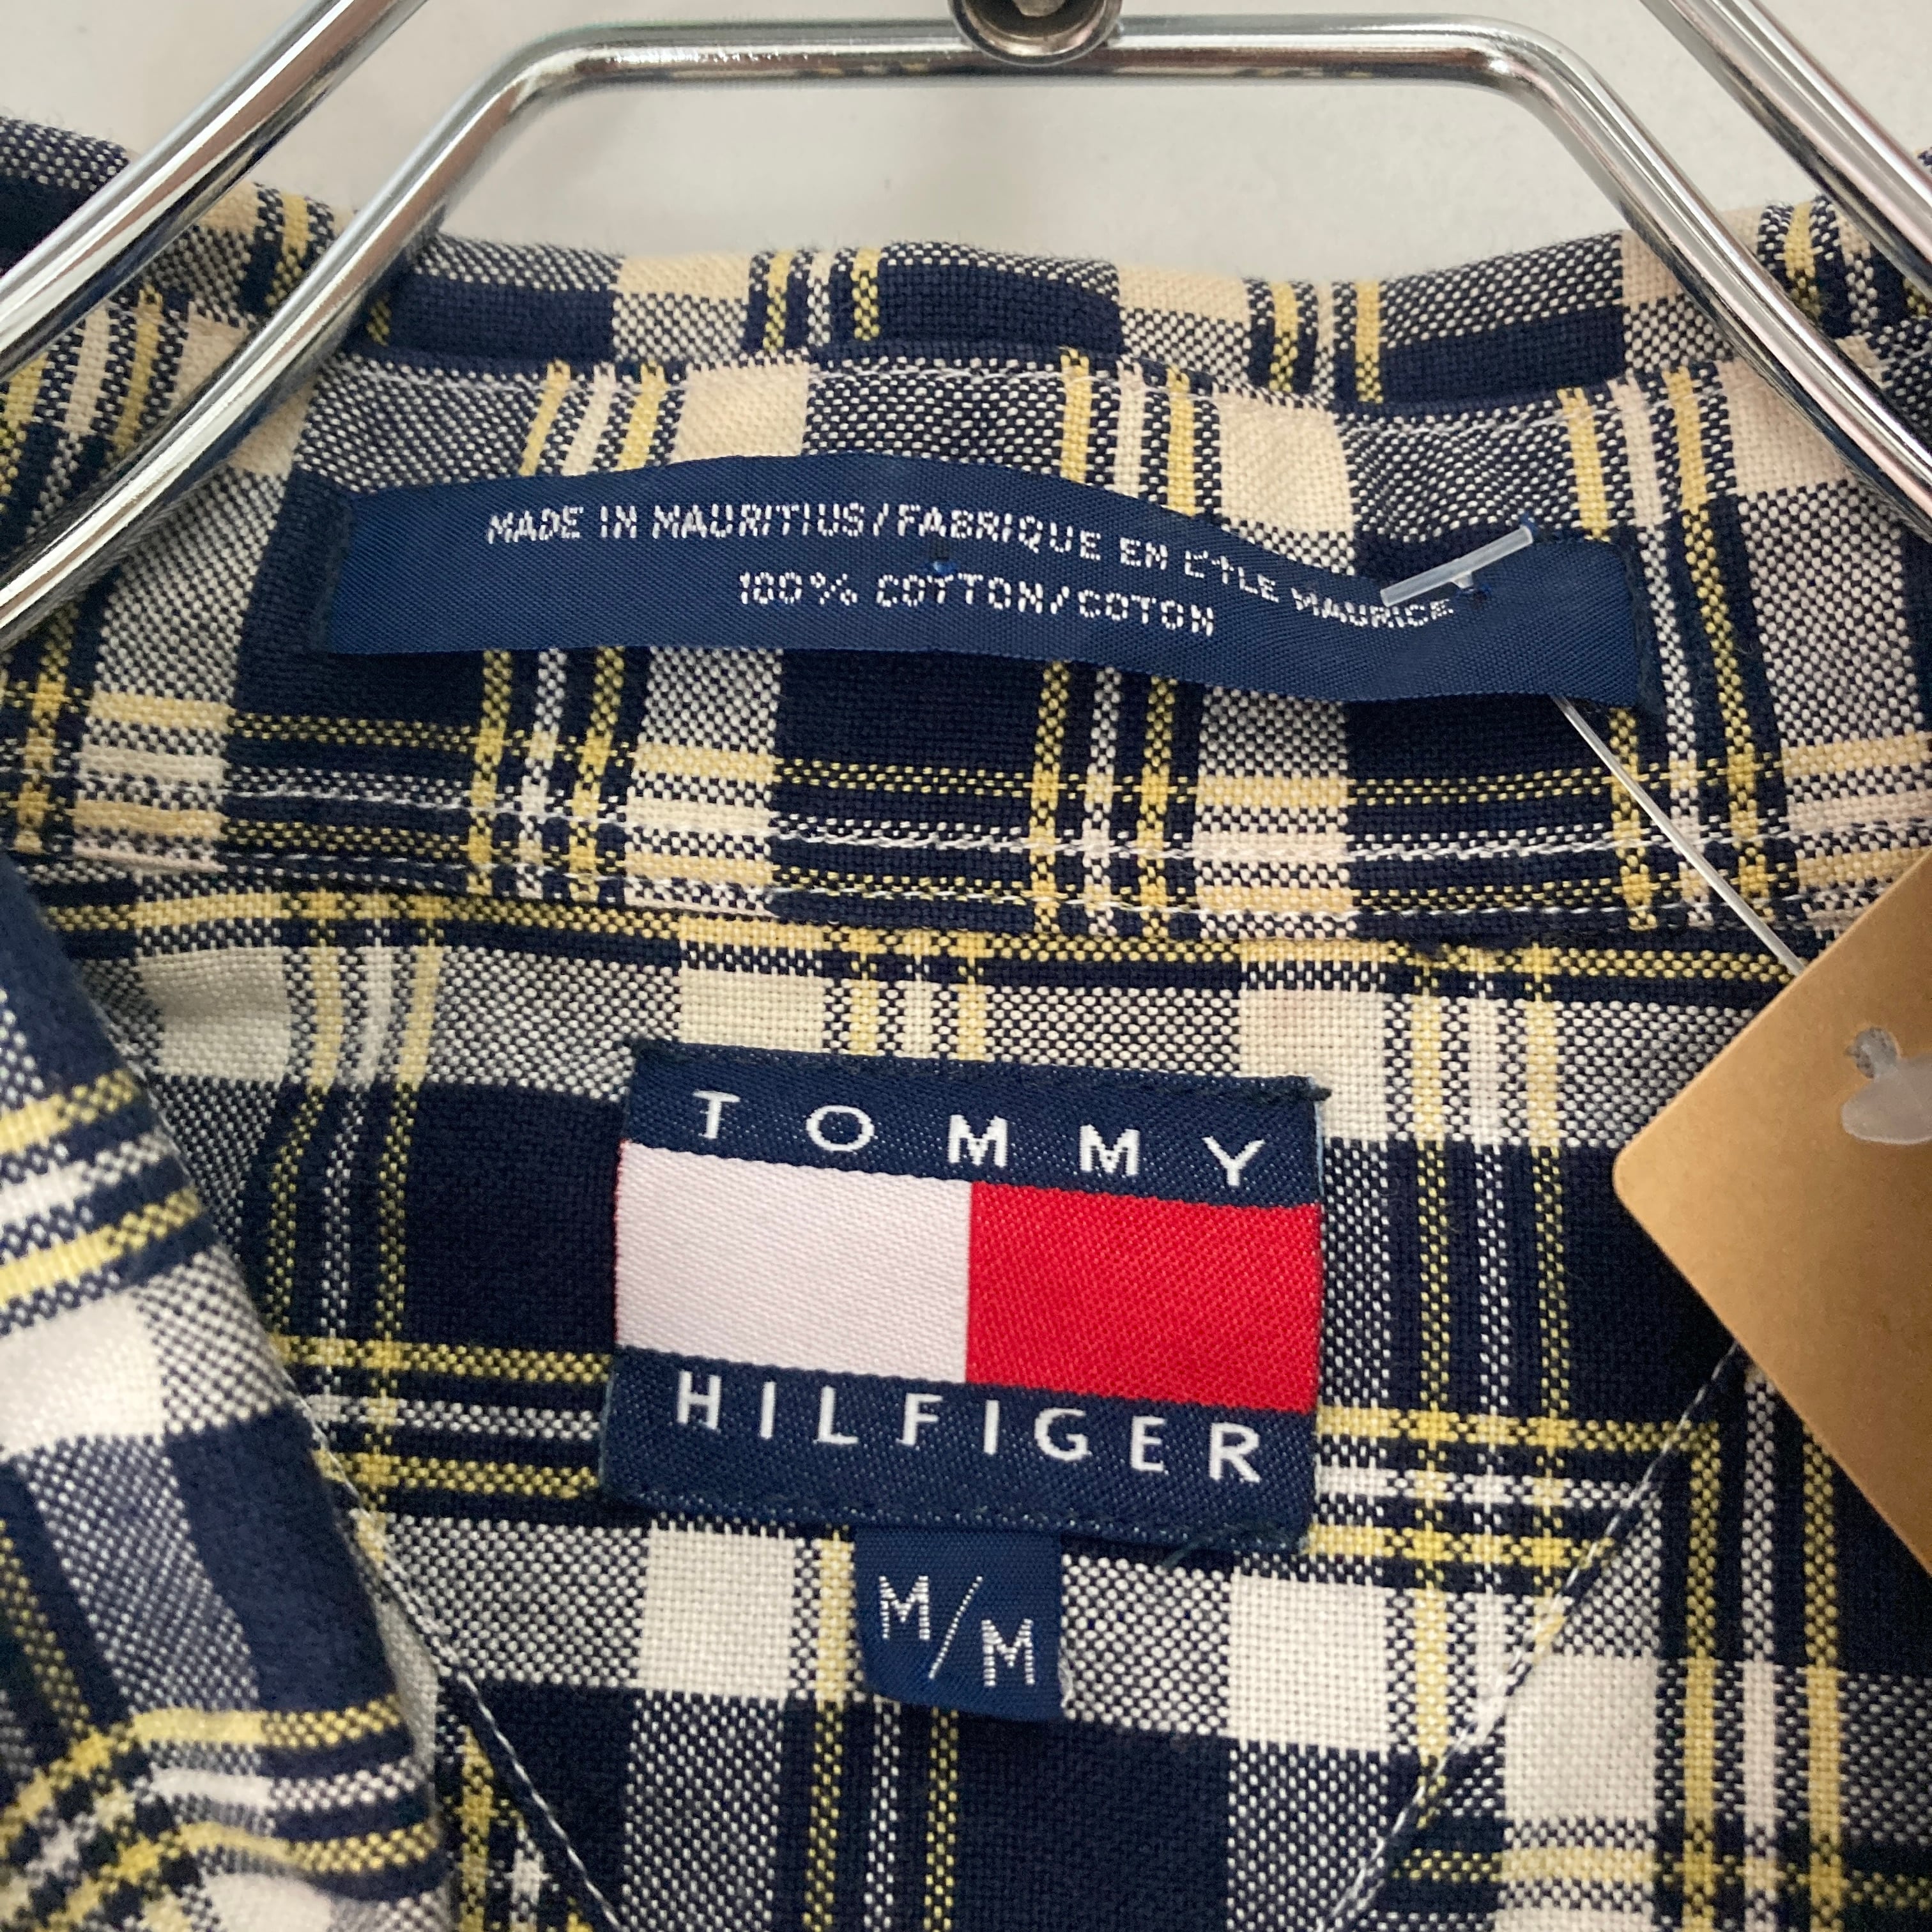 MADE IN MAURITIUS/FABRIQUE EN L'ILE MAURICE
100% COTTON/COTON
TOMMY
HILFIGER
M/M